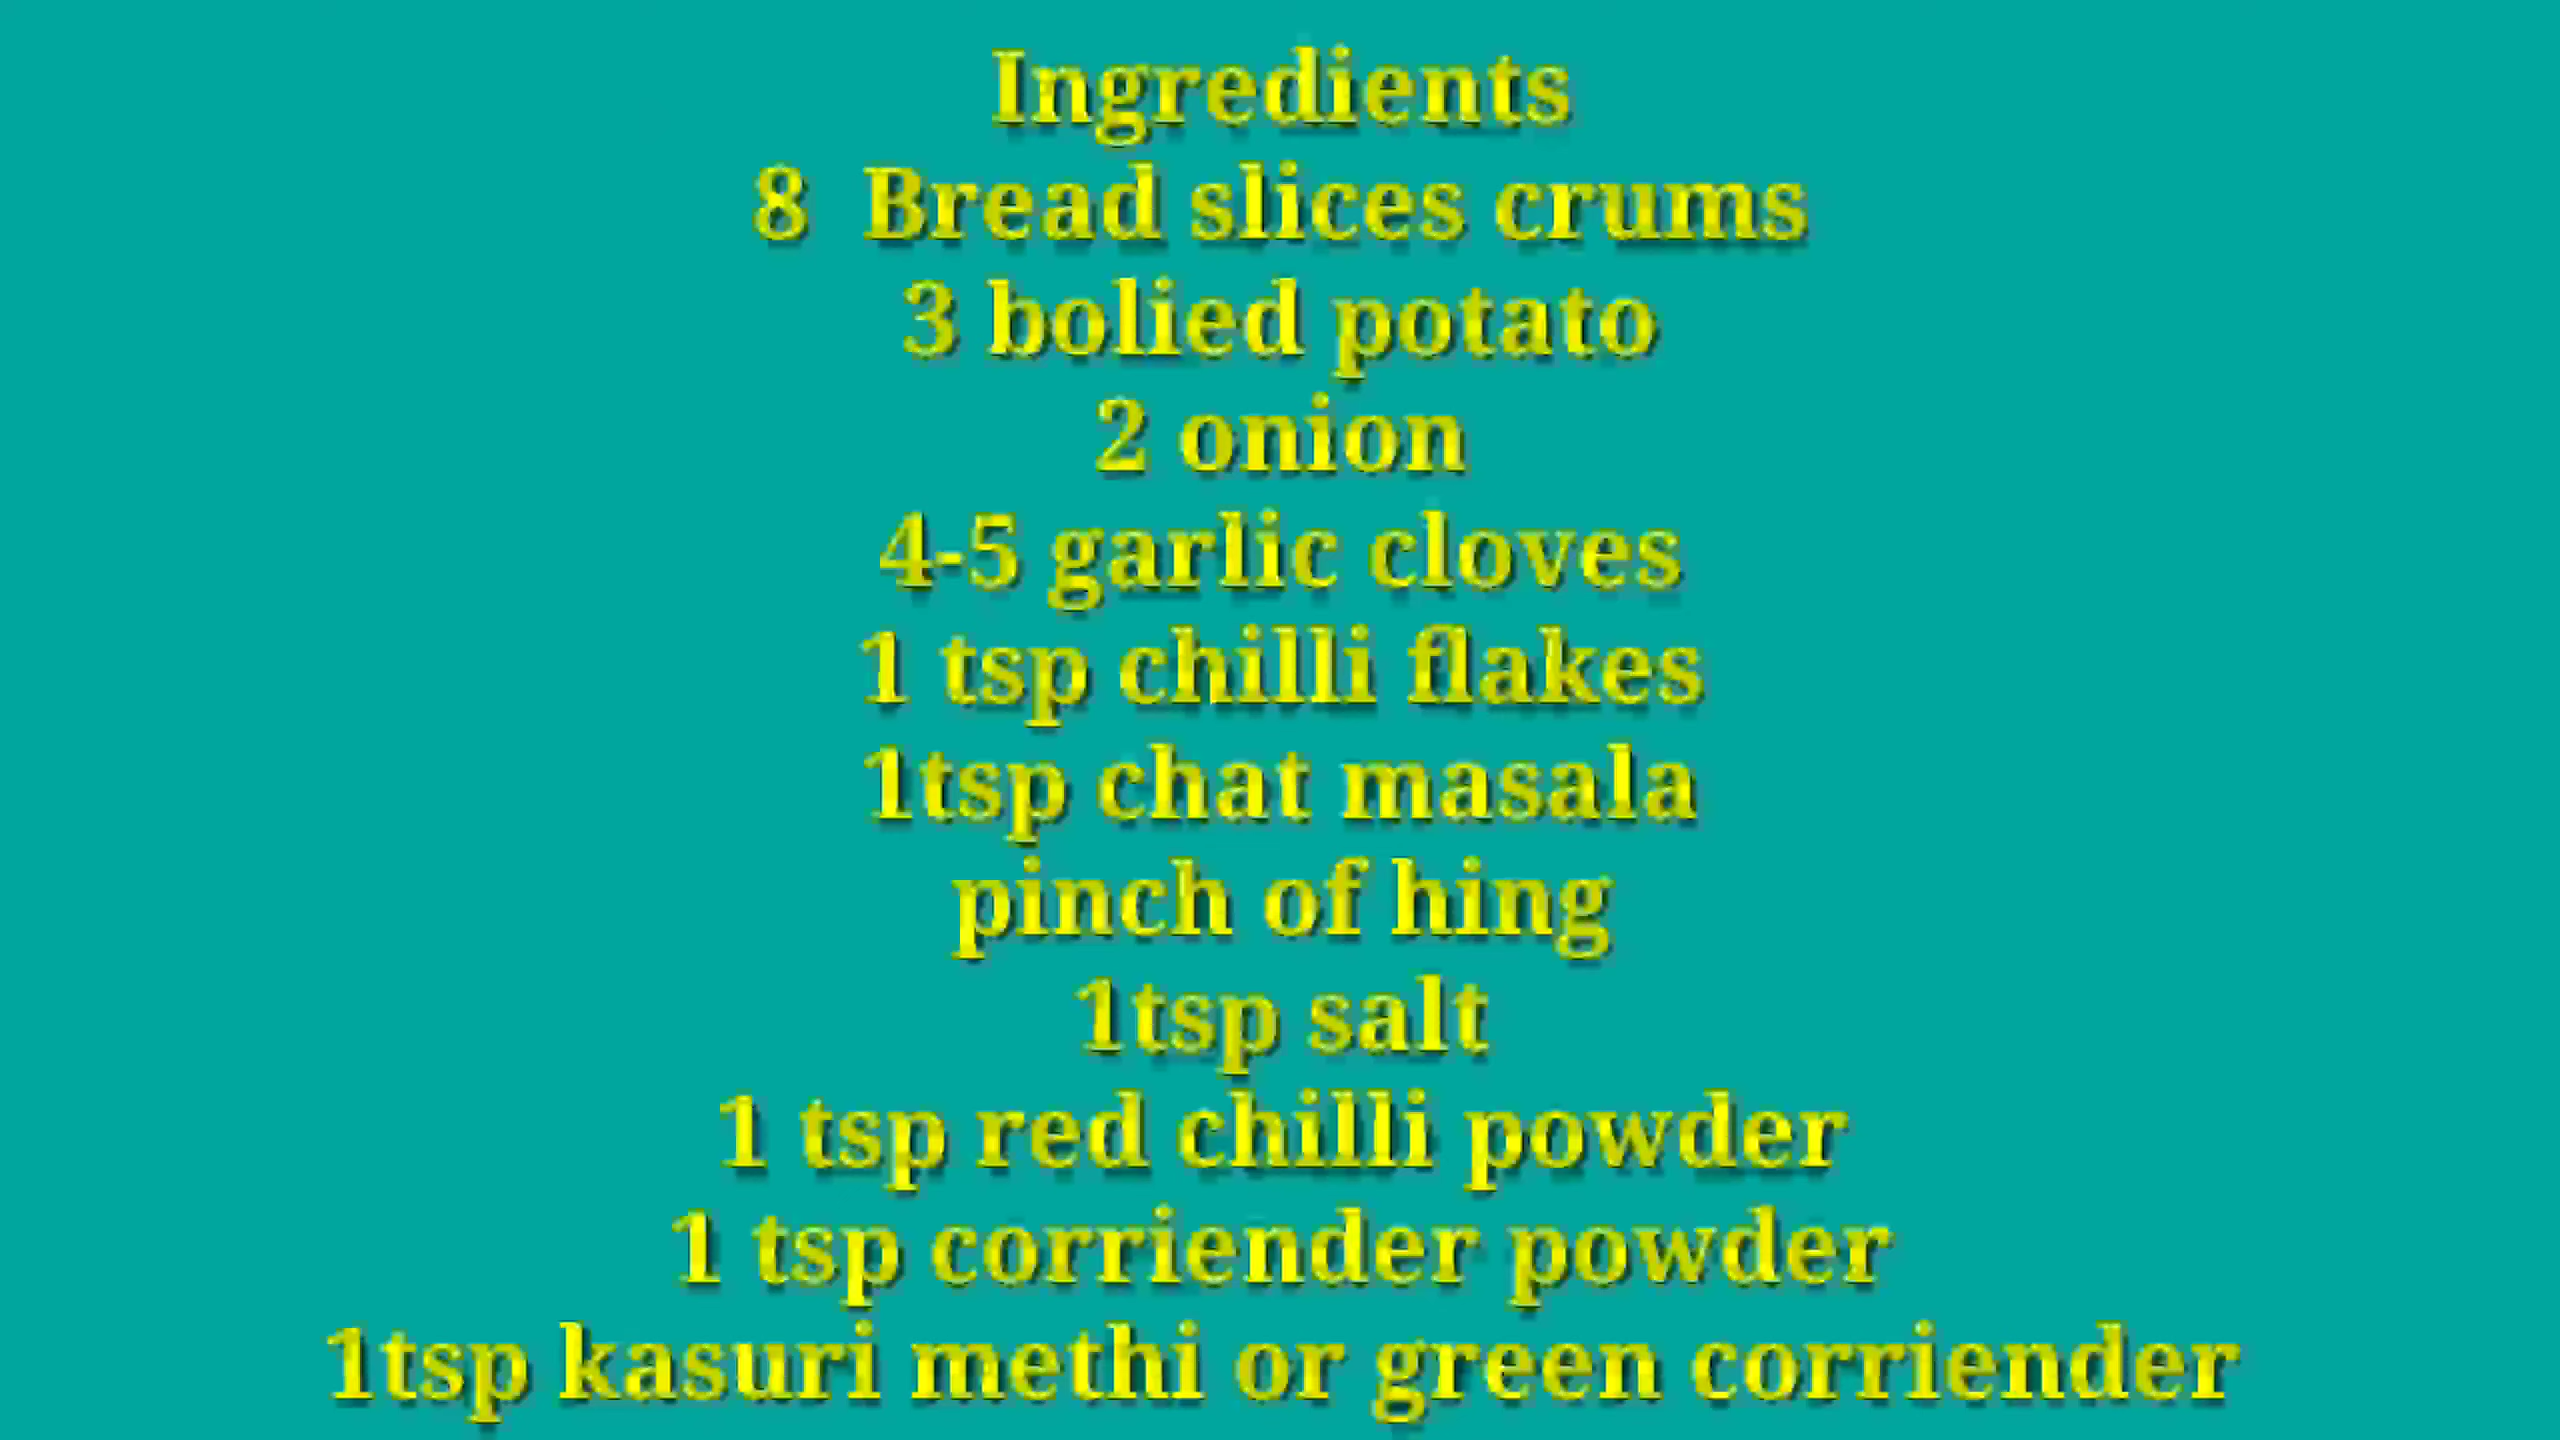 Ingredients
8  Bread slices crums
3 bolied potato
2 onion
4-5 garlic cloves
1 tsp chilli flakes
1tsp chat masala
pinch of hing
1tsp salt
1 tsp red chilli powder
1 tsp corriender powder
1tsp kasuri methi or green corriender